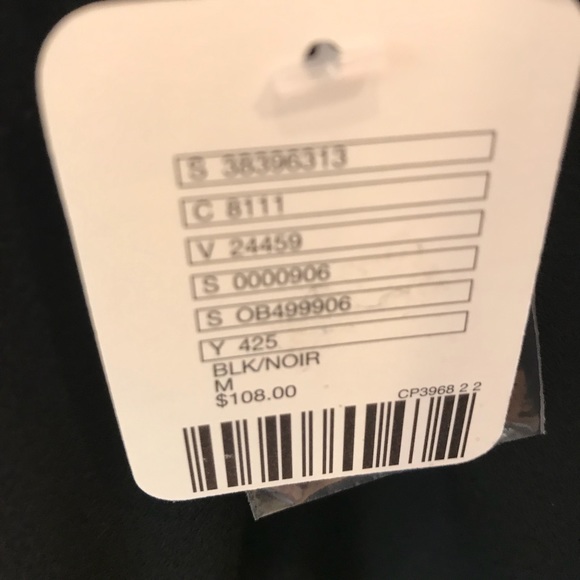 S 38396313
C 8111
V 24459
S 0000906
S OB499906
Y 425
BLK/NOIR
M
$108.00
CP3968 2 2